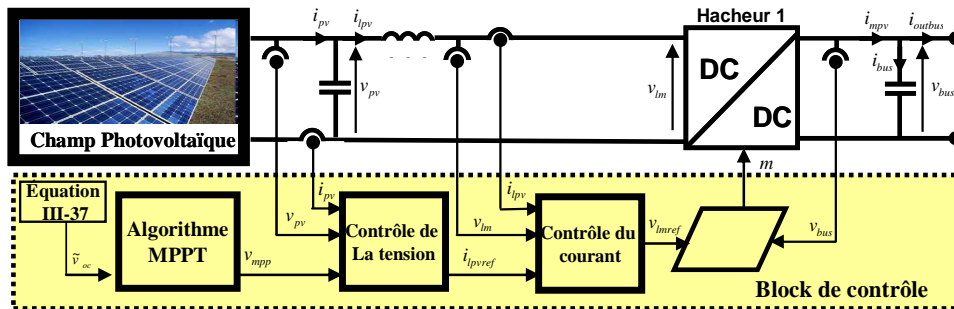 i_pv
i_lpv
Hacheur 1
i_mpv
i_outbus
DC
DC
v_pv
v_lm
i_bus
v_bus
Champ Photovoltaïque
m
Équation
III-37
i_pv
i_lpv
v_pv
v_lm
v_lmref
v_bus
Algorithme
MPPT
Contrôle de
La tension
Contrôle du
courant
ṽ_oc
v_mpp
i_lpvref
Block de contrôle